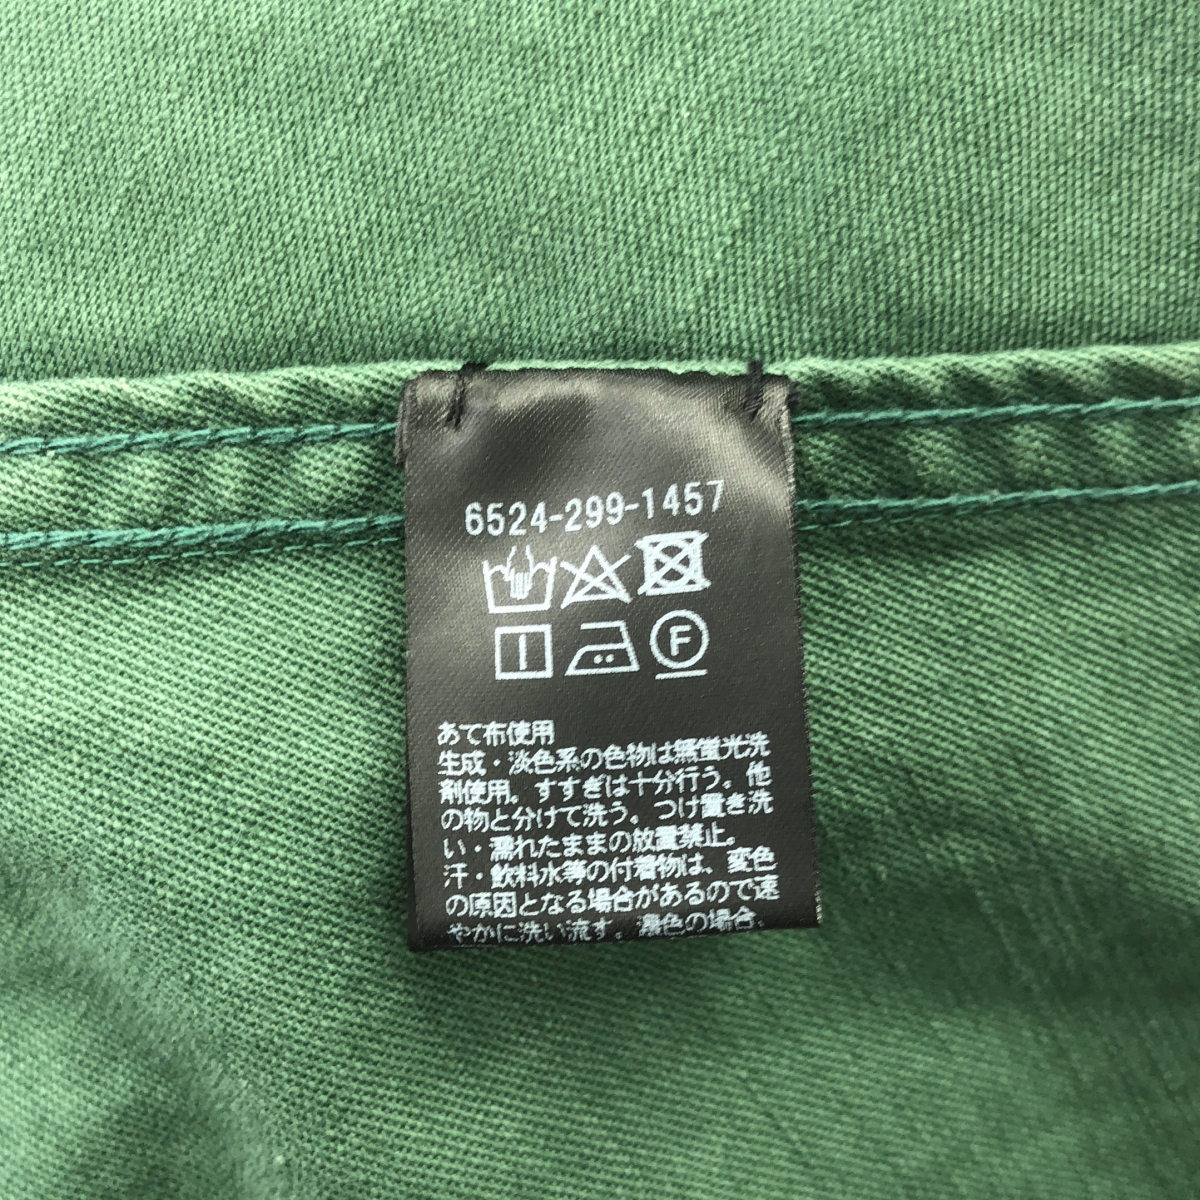 6524-299-1457
F
あて布使用
生成・淡色系の色物は無蛍光洗
剤使用。すすぎは十分行う。他
の物と分けて洗う。つけ置き洗
い・濡れたままの放置禁止。
汗・飲料水等の付着物は、変色
の原因となる場合があるので速
やかに洗い流す。濃色の場合、